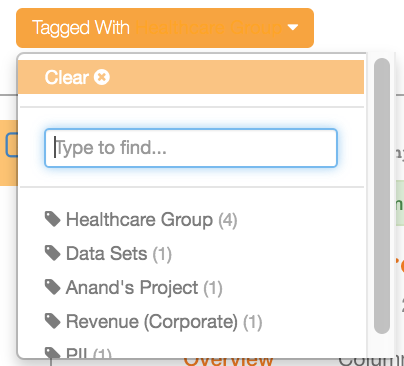 Tagged With
Clear
Type to find...
Healthcare Group (4)
Data Sets (1)
Anand's Project (1)
Revenue (Corporate) (1)
PII (1)
Overview Column